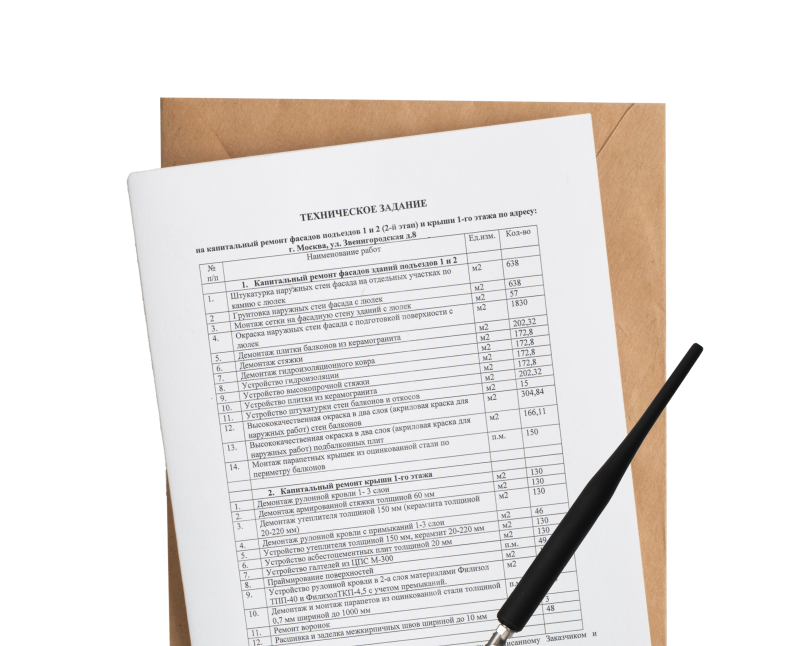 ТЕХНИЧЕСКОЕ ЗАДАНИЕ
на капитальный ремонт фасадов подъездов 1 и 2 (2-й этап) и крыши 1-го этажа по адресу:
г. Москва, ул. Звенигородская д.8
№ п/п Наименование работ Ед.изм. Кол-во
1. Капитальный ремонт фасадов зданий подъездов 1 и 2
1. Штукатурка наружных стен фасада на отдельных участках по м2 638
камню с люлек
2 Грунтовка наружных стен фасада с люлек м2 638
3. Монтаж сетки на фасадную стену зданий с люлек м2 57
4. Окраска наружных стен фасада с подготовкой поверхности с м2 1830
люлек
5. Демонтаж плитки балконов из керамогранита м2 202,32
6. Демонтаж стяжки м2 172,8
7. Демонтаж гидроизоляционного ковра м2 172,8
8. Устройство гидроизоляции м2 172,8
9. Устройство высокопрочной стяжки м2 172,8
10. Устройство плитки из керамогранита м2 202,32
11. Устройство штукатурки стен балконов и откосов м2 15
12. Высококачественная окраска в два слоя (акриловая краска для м2 304,84
наружных работ) стен балконов
13. Высококачественная окраска в два слоя (акриловая краска для м2 166,11
наружных работ) подбалконных плит
14. Монтаж парапетных крышек из оцинкованной стали по п.м. 150
периметру балконов
2. Капитальный ремонт крыши 1-го этажа
1. Демонтаж рулонной кровли 1- 3 слоя м2 130
2. Демонтаж армированной стяжки толщиной 60 мм м2 130
3. Демонтаж утеплителя толщиной 150 мм (керамзита толщиной м2 130
20-220 мм)
4. Демонтаж рулонной кровли с примыканий 1-3 слоя м2 46
5. Устройство утеплителя толщиной 150 мм, керамзит 20-220 мм м2 130
6. Устройство асбестоцементных плит толщиной 20 мм м2 130
7. Устройство галтелей из ЦПС М-300 п.м. 49
8. Праймирование поверхностей м2
9. Устройство рулонной кровли в 2-а слоя материалами Филизол м2
ТПП-40 и ФилизолТКП-4,5 с учетом премыканий.
10. Демонтаж и монтаж парапетов из оцинкованной стали толщиной
0,7 мм шириной до 1000 мм
11. Ремонт воронок 3
12. Расшивка и заделка межкирпичных швов шириной до 10 мм 48
Заказчиком и